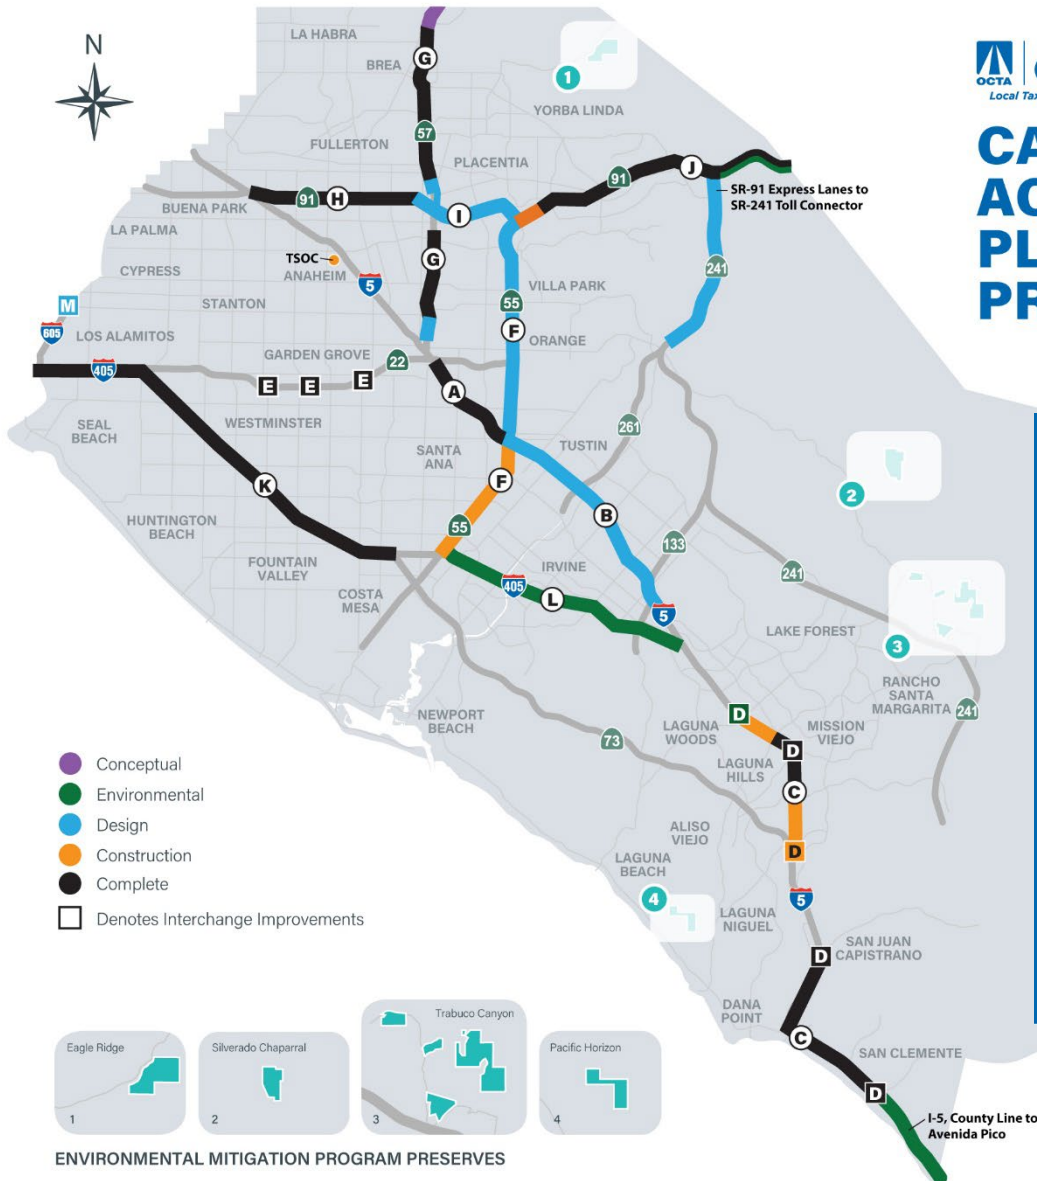 N
LA HABRA
BREA
G
1
YORBA LINDA
57
FULLERTON
PLACENTIA
91
J
91
H
BUENA PARK
I
SR-91 Express Lanes to
SR-241 Toll Connector
LA PALMA
TSOC
ANAHEIM
G
CYPRESS
5
241
STANTON
55
VILLA PARK
M
605
LOS ALAMITOS
F
ORANGE
GARDEN GROVE
22
405
E
E
E
A
SEAL
BEACH
WESTMINSTER
261
SANTA
ANA
TUSTIN
K
F
2
B
HUNTINGTON
BEACH
55
133
FOUNTAIN
VALLEY
IRVINE
405
241
COSTA
MESA
L
5
LAKE FOREST
3
RANCHO
SANTA
MARGARITA
241
NEWPORT
BEACH
D
LAGUNA
WOODS
MISSION
VIEJO
73
D
LAGUNA
HILLS
C
ALISO
VIEJO
D
LAGUNA
BEACH
4
5
LAGUNA
NIGUEL
SAN JUAN
CAPISTRANO
D
DANA
POINT
C
SAN CLEMENTE
D
I-5, County Line to
Avenida Pico
Conceptual
Environmental
Design
Construction
Complete
Denotes Interchange Improvements
Eagle Ridge
1
Silverado Chaparral
2
Trabuco Canyon
3
Pacific Horizon
4
ENVIRONMENTAL MITIGATION PROGRAM PRESERVES
OCTA
Local Ta
CA
AC
PL
PR